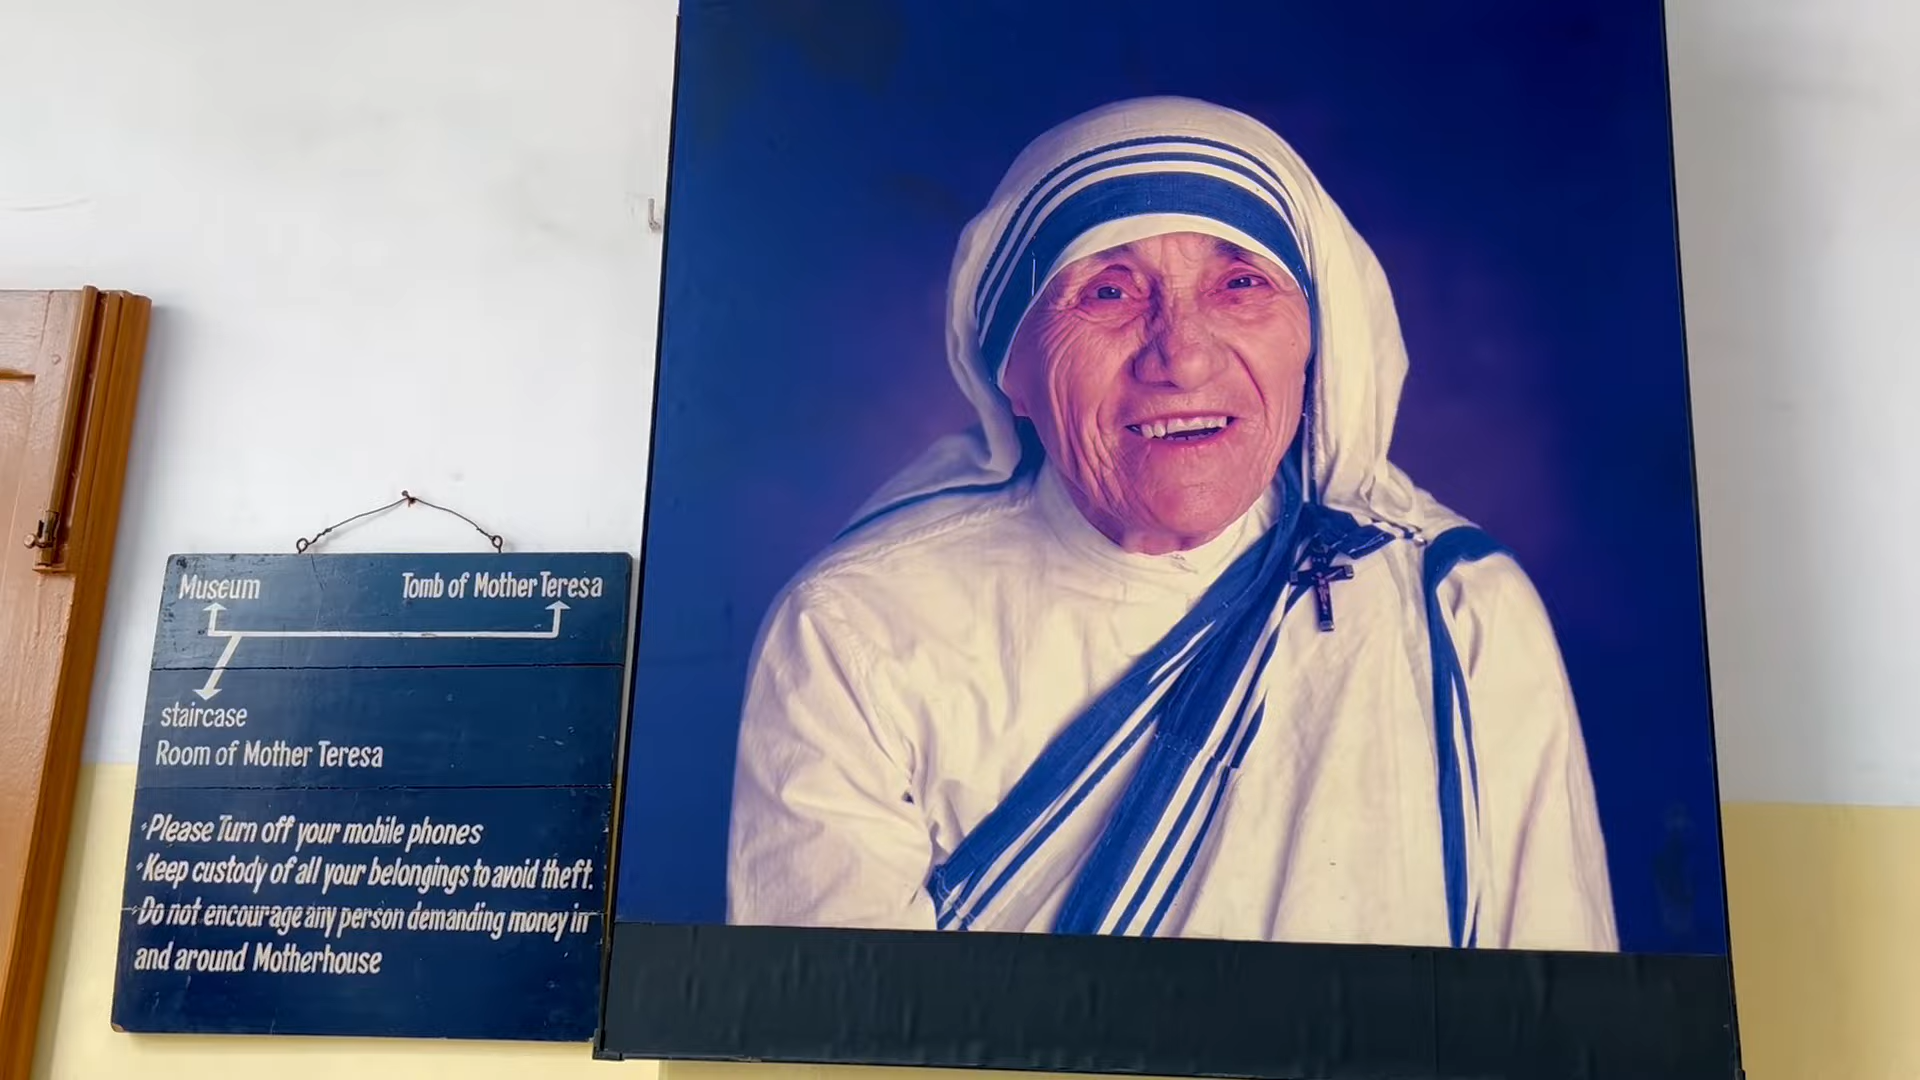 Museum Tomb of Mother Teresa
staircase
Room of Mother Teresa
·Please Turn off your mobile phones
·Keep custody of all your belongings to avoid theft.
·Do not encourage any person demanding money in
and around Motherhouse